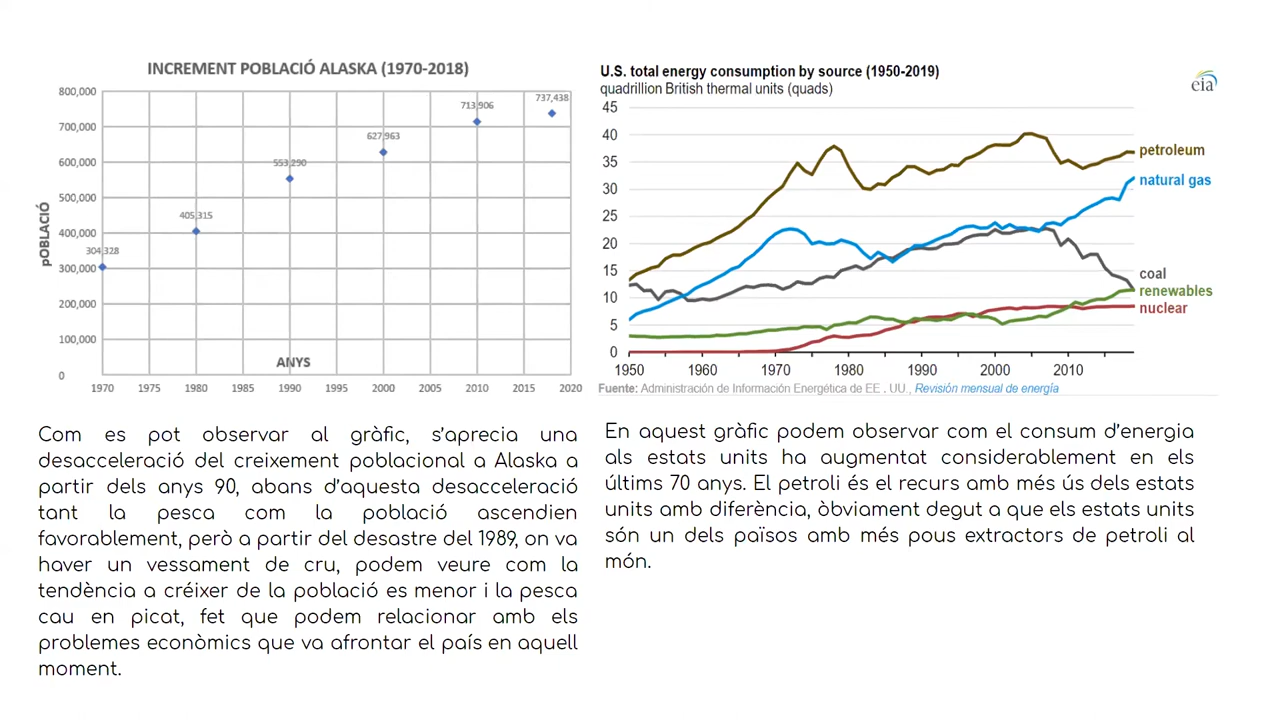 INCREMENT POBLACIÓ ALASKA (1970-2018)
800,000
700,000
600,000
500,000
400,000
300,000
200,000
100,000
0
pOBLACIÓ
304,328
405,315
553,290
627,963
713,906
737,438
ANYS
1970 1975 1980 1985 1990 1995 2000 2005 2010 2015 2020
Com es pot observar al gràfic, s'aprecia una
desacceleració del creixement poblacional a Alaska a
partir dels anys 90, abans d'aquesta desacceleració
tant la pesca com la població ascendien
favorablement, però a partir del desastre del 1989, on va
haver un vessament de cru, podem veure com la
tendència a créixer de la població es menor i la pesca
cau en picat, fet que podem relacionar amb els
problemes econòmics que va afrontar el país en aquell
moment.
U.S. total energy consumption by source (1950-2019)
quadrillion British thermal units (quads)
eia
45
40
35
30
25
20
15
10
5
0
petroleum
natural gas
coal
renewables
nuclear
1950 1960 1970 1980 1990 2000 2010
Fuente: Administración de Información Energética de EE . UU., Revisión mensual de energía
En aquest gràfic podem observar com el consum d'energia
als estats units ha augmentat considerablement en els
últims 70 anys. El petroli és el recurs amb més ús dels estats
units amb diferència, òbviament degut a que els estats units
són un dels països amb més pous extractors de petroli al
món.